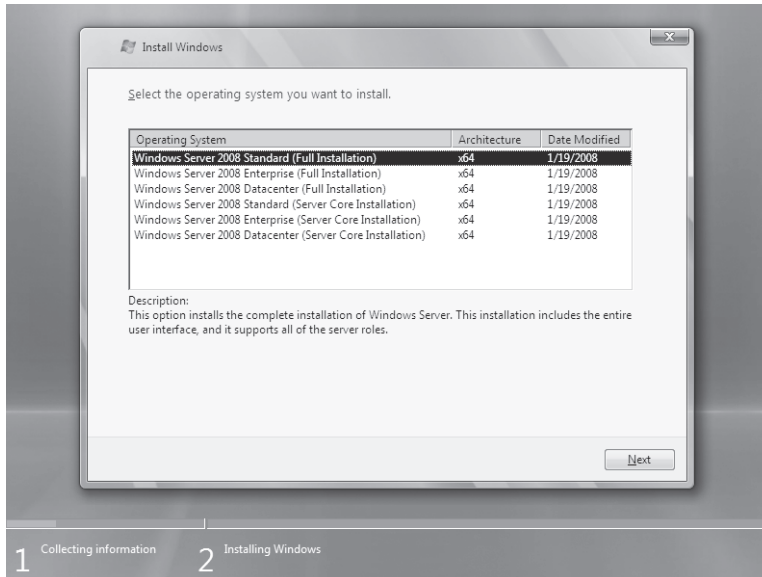 Install Windows
Select the operating system you want to install.
Operating System Architecture Date Modified
Windows Server 2008 Standard (Full Installation) x64 1/19/2008
Windows Server 2008 Enterprise (Full Installation) x64 1/19/2008
Windows Server 2008 Datacenter (Full Installation) x64 1/19/2008
Windows Server 2008 Standard (Server Core Installation) x64 1/19/2008
Windows Server 2008 Enterprise (Server Core Installation) x64 1/19/2008
Windows Server 2008 Datacenter (Server Core Installation) x64 1/19/2008
Description:
This option installs the complete installation of Windows Server. This installation includes the entire
user interface, and it supports all of the server roles.
Next
1 Collecting information 2 Installing Windows